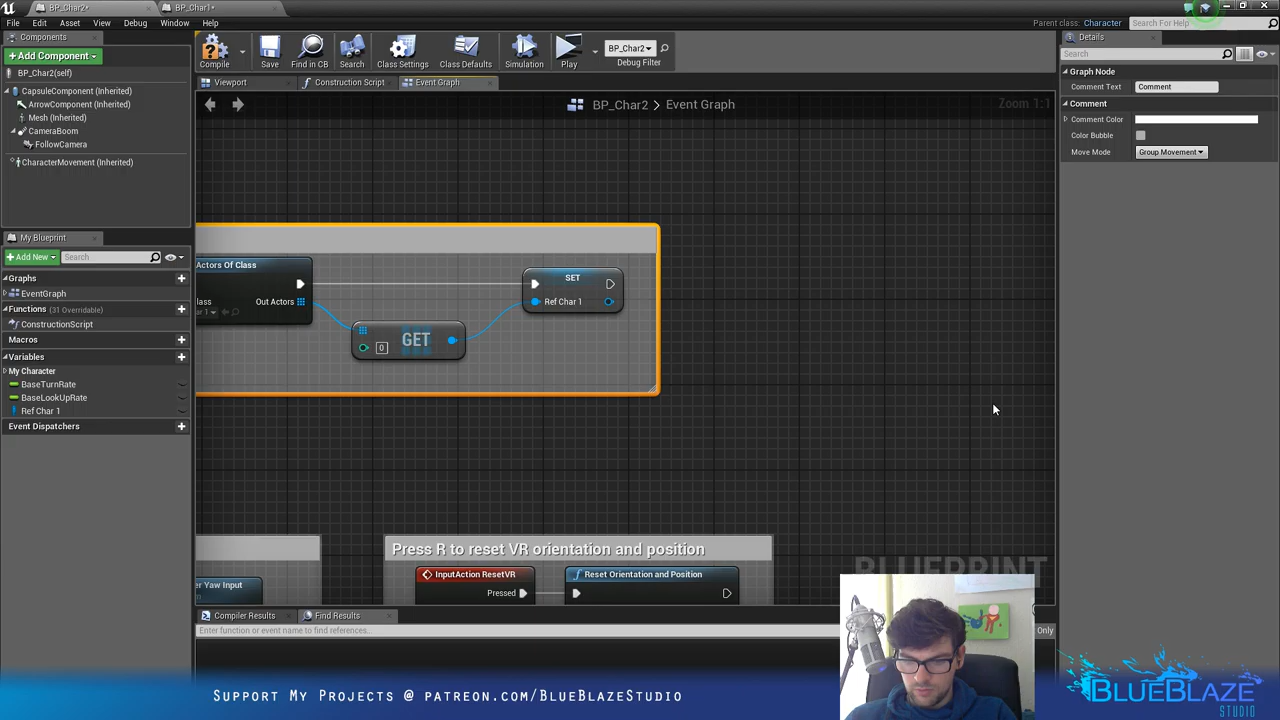 BP_Char2*
BP_Char1*
File
Edit
Asset
View
Debug
Window
Help
Parent class: Character
Search For Help
Components
+Add Component
BP_Char2(self)
CapsuleComponent (Inherited)
ArrowComponent (Inherited)
Mesh (Inherited)
CameraBoom
FollowCamera
CharacterMovement (Inherited)
Compile
Save
Find in CB
Search
Class Settings
Class Defaults
Simulation
Play
BP_Char2
Debug Filter
Viewport
Construction Script
Event Graph
BP_Char2 > Event Graph
Zoom 1:1
Actors Of Class
lass
Out Actors
ar 1
GET
0
SET
Ref Char 1
Press R to reset VR orientation and position
InputAction ResetVR
Pressed
Reset Orientation and Position
er Yaw Input
BLUEPRINT
My Blueprint
+Add New
Search
Graphs
EventGraph
Functions (31 Overridable)
ConstructionScript
Macros
Variables
My Character
BaseTurnRate
BaseLookUpRate
Ref Char 1
Event Dispatchers
Details
Search
Graph Node
Comment Text
Comment
Comment
Comment Color
Color Bubble
Move Mode
Group Movement
Compiler Results
Find Results
Enter function or event name to find references...
Only
Support My Projects @ patreon.com/BlueBlazeStudio
BLUEBLAZE
STUDIO